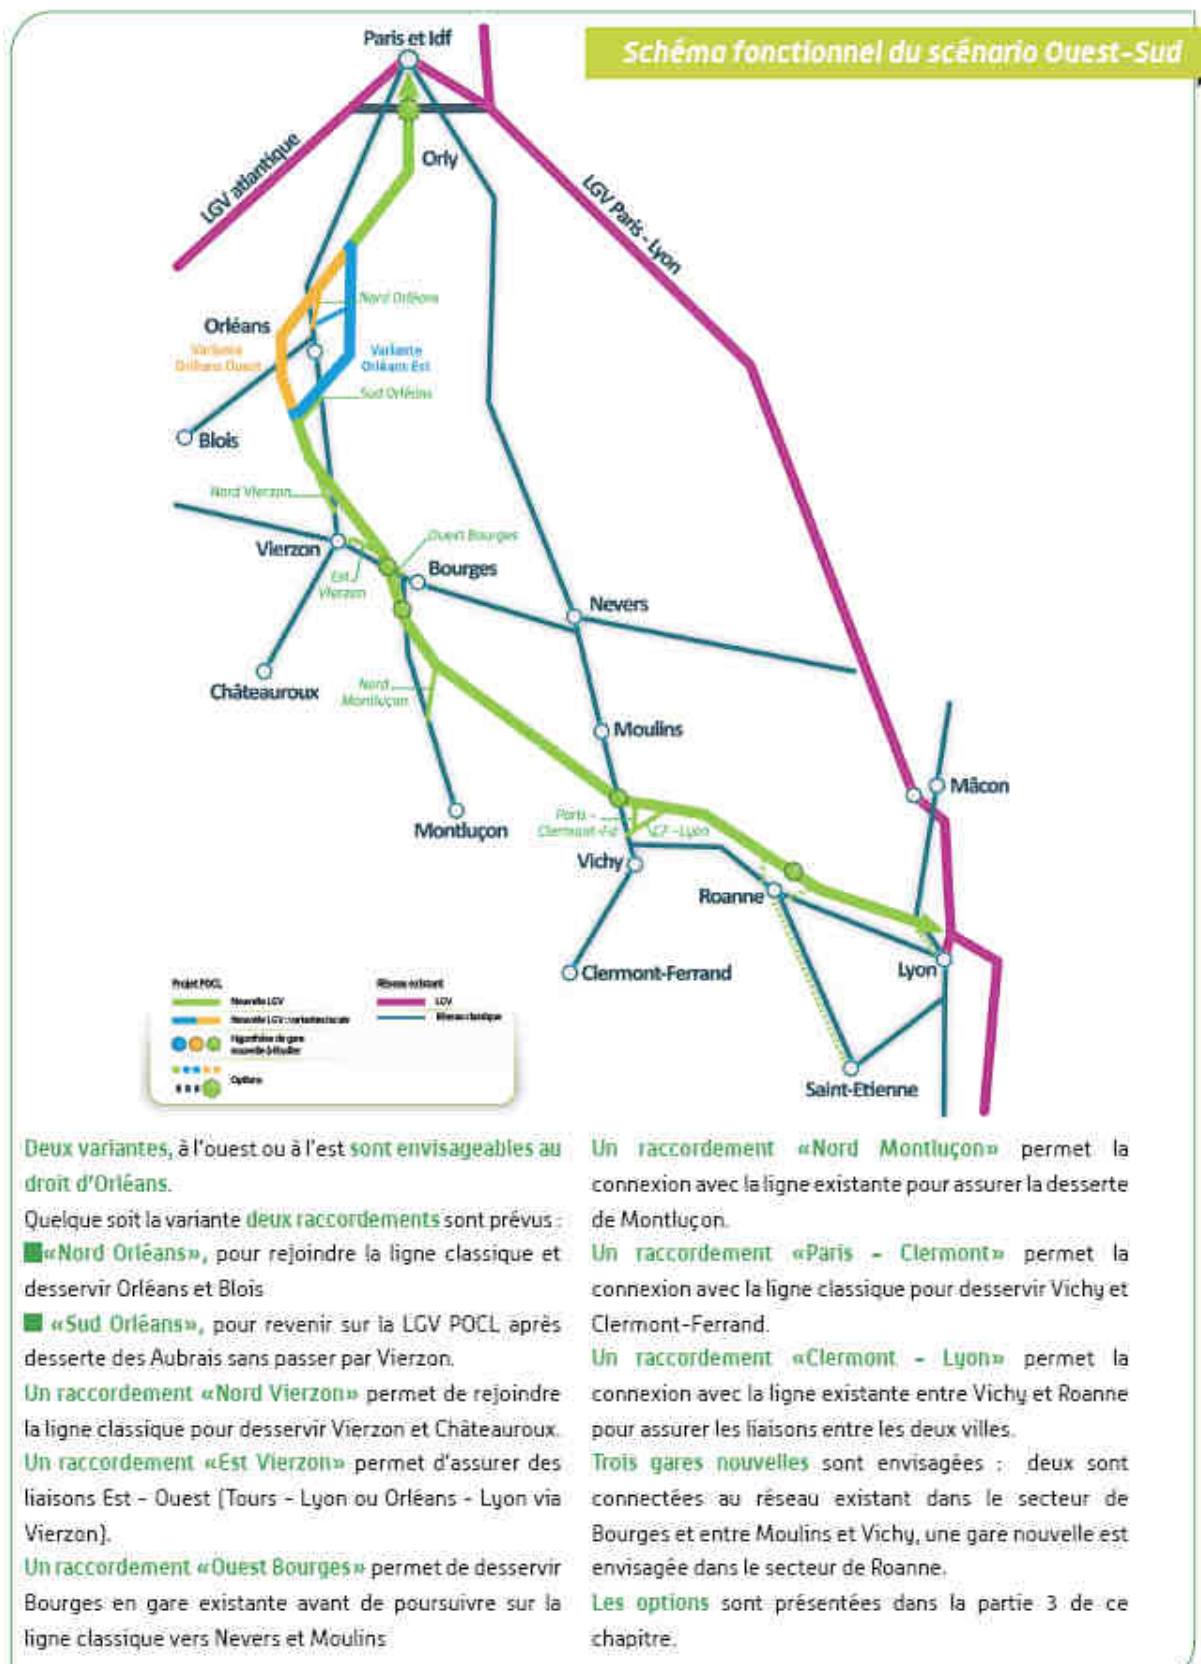 Schéma fonctionnel du scénario Ouest-Sud
Paris et Idf
Orly
LGV atlantique
LGV Paris - Lyon
Nord Orléans
Orléans
Variante
Orléans Ouest
Variante
Orléans Est
Sud Orléans
Blois
Nord Vierzon
Vierzon
Ouest Bourges
Bourges
Est
Vierzon
Nevers
Châteauroux
Nord
Montluçon
Moulins
Mâcon
Montluçon
Paris -
Clermont-Fd
CF -Lyon
Vichy
Roanne
Lyon
Clermont-Ferrand
Saint-Etienne
Projet POCL
Nouvelle LGV
Nouvelle LGV : variantes locale
Hypothèse de gare
nouvelle à étudier
Options
Réseau existant
LGV
Réseau classique
Deux variantes, à l'ouest ou à l'est sont envisageables au
droit d'Orléans.
Quelque soit la variante deux raccordements sont prévus :
«Nord Orléans», pour rejoindre la ligne classique et
desservir Orléans et Blois
«Sud Orléans», pour revenir sur la LGV POCL après
desserte des Aubrais sans passer par Vierzon.
Un raccordement «Nord Vierzon» permet de rejoindre
la ligne classique pour desservir Vierzon et Châteauroux.
Un raccordement «Est Vierzon» permet d'assurer des
liaisons Est - Ouest (Tours - Lyon ou Orléans - Lyon via
Vierzon).
Un raccordement «Ouest Bourges» permet de desservir
Bourges en gare existante avant de poursuivre sur la
ligne classique vers Nevers et Moulins
Un raccordement «Nord Montluçon» permet la
connexion avec la ligne existante pour assurer la desserte
de Montluçon.
Un raccordement «Paris - Clermont» permet la
connexion avec la ligne classique pour desservir Vichy et
Clermont-Ferrand.
Un raccordement «Clermont - Lyon» permet la
connexion avec la ligne existante entre Vichy et Roanne
pour assurer les liaisons entre les deux villes.
Trois gares nouvelles sont envisagées : deux sont
connectées au réseau existant dans le secteur de
Bourges et entre Moulins et Vichy, une gare nouvelle est
envisagée dans le secteur de Roanne.
Les options sont présentées dans la partie 3 de ce
chapitre.